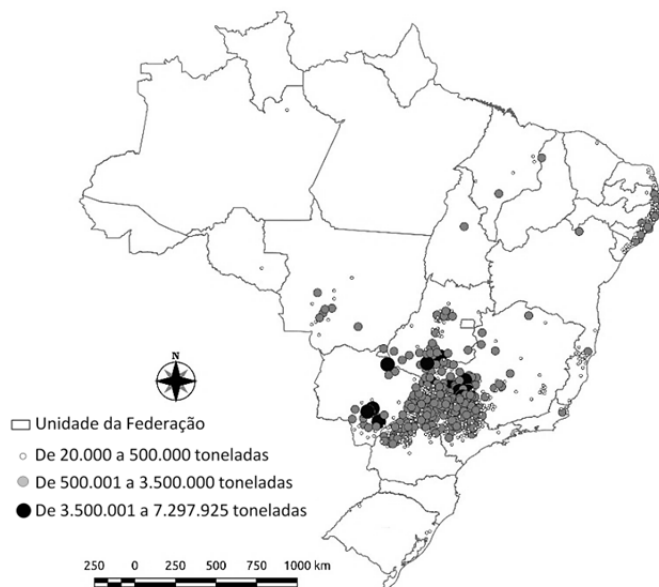 N
Unidade da Federação
De 20.000 a 500.000 toneladas
De 500.001 a 3.500.000 toneladas
De 3.500.001 a 7.297.925 toneladas
250 0 250 500 750 1000 km